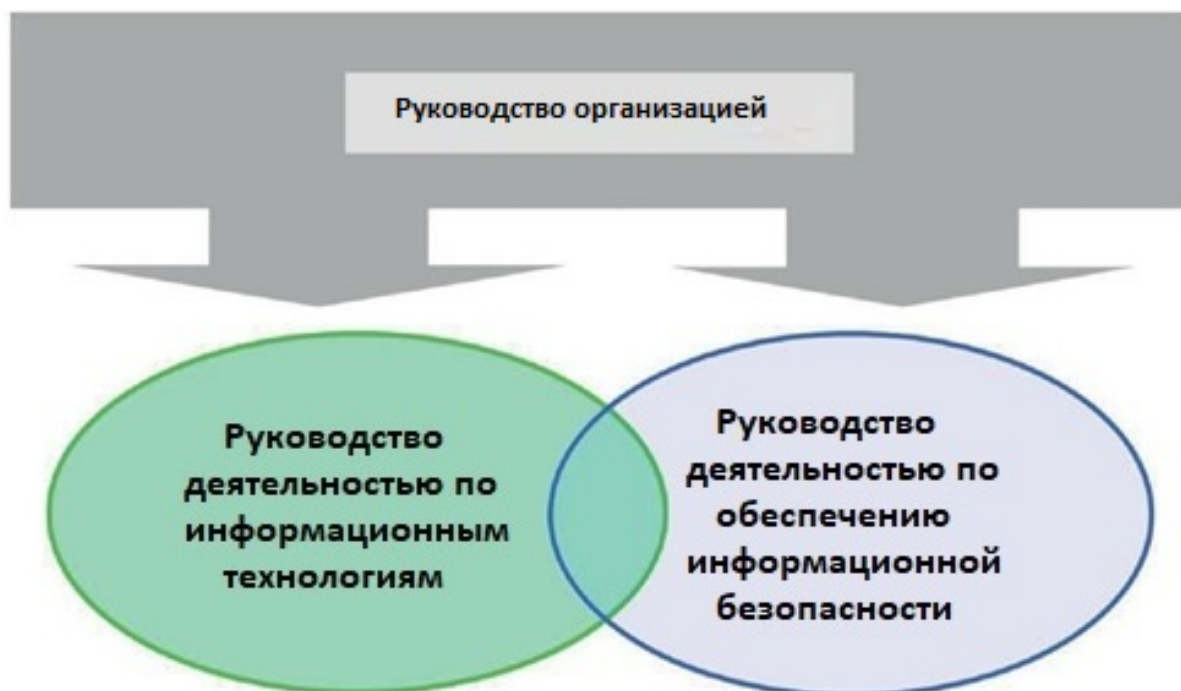 Руководство организацией
Руководство
деятельностью по
информационным
технологиям
Руководство
деятельностью по
обеспечению
информационной
безопасности